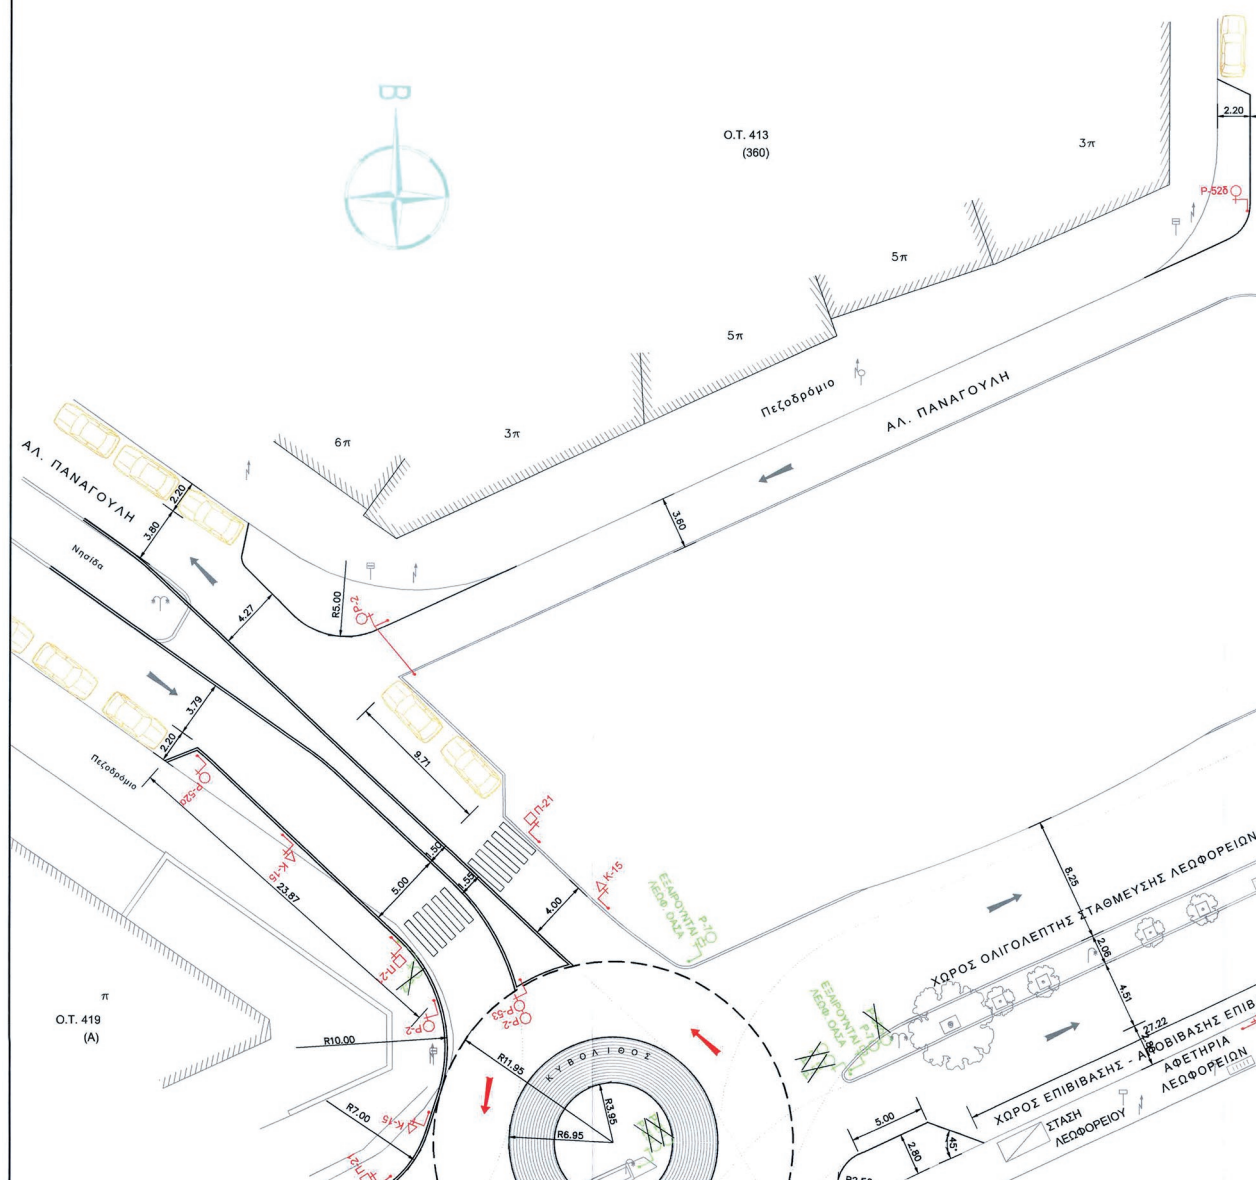 Β
Ο.Τ. 413
(360)
3π
2.20
Ρ-52δ
5π
5π
Πεζοδρόμιο
ΑΛ. ΠΑΝΑΓΟΥΛΗ
6π
3π
ΑΛ. ΠΑΝΑΓΟΥΛΗ
2.20
3.80
3.60
Νησίδα
4.27
R5.00
Ρ-2
3.79
2.20
Πεζοδρόμιο
Ρ-52α
9.71
Π-21
Κ-15
23.87
5.00
4.00
Κ-15
ΕΞΑΙΡΟΥΝΤΑΙ
ΛΕΩΦ. ΟΑΣΑ
Ρ-7
8.25
ΧΩΡΟΣ ΟΛΙΓΟΛΕΠΤΗΣ ΣΤΑΘΜΕΥΣΗΣ ΛΕΩΦΟΡΕΙΩΝ
2.06
4.51
27.22
π
Ο.Τ. 419
(Α)
Ρ-2
Ρ-53
Ρ-2
ΕΞΑΙΡΟΥΝΤΑΙ
ΛΕΩΦ. ΟΑΣΑ
R10.00
R11.95
ΚΥΒΟΛΙΘΟΣ
R3.95
R6.95
R7.00
Κ-15
ΧΩΡΟΣ ΕΠΙΒΙΒΑΣΗΣ - ΑΠΟΒΙΒΑΣΗΣ ΕΠΙΒ
ΑΦΕΤΗΡΙΑ
ΛΕΩΦΟΡΕΙΩΝ
ΣΤΑΣΗ
ΛΕΩΦΟΡΕΙΟΥ
5.00
2.80
45°